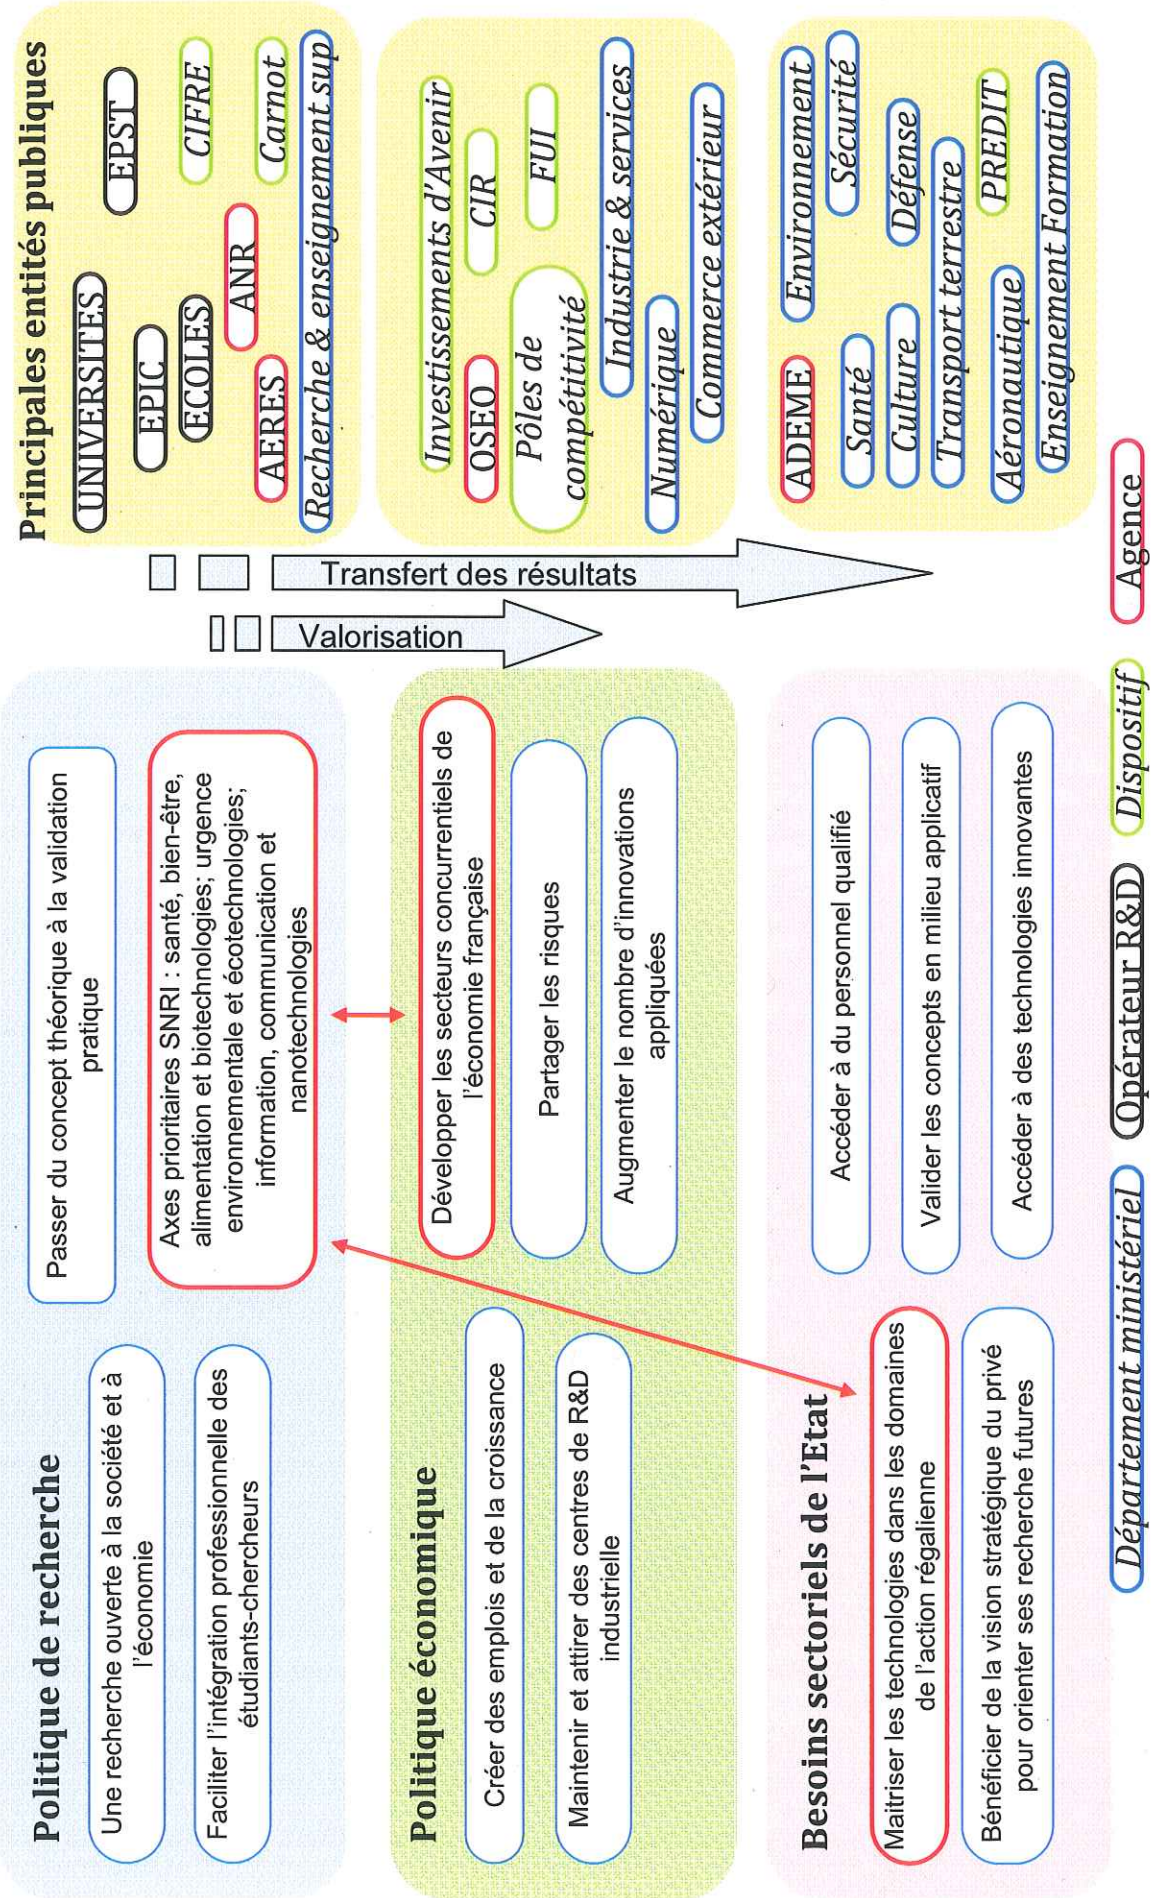 Politique de recherche
Une recherche ouverte à la société et à
l'économie
Faciliter l'intégration professionnelle des
étudiants-chercheurs
Passer du concept théorique à la validation
pratique
Axes prioritaires SNRI : santé, bien-être,
alimentation et biotechnologies; urgence
environnementale et écotechnologies;
information, communication et
nanotechnologies
Politique économique
Créer des emplois et de la croissance
Maintenir et attirer des centres de R&D
industrielle
Développer les secteurs concurrentiels de
l'économie française
Partager les risques
Augmenter le nombre d'innovations
appliquées
Besoins sectoriels de l'Etat
Maitriser les technologies dans les domaines
de l'action régalienne
Bénéficier de la vision stratégique du privé
pour orienter ses recherche futures
Accéder à du personnel qualifié
Valider les concepts en milieu applicatif
Accéder à des technologies innovantes
Valorisation
Transfert des résultats
Principales entités publiques
UNIVERSITES
EPST
EPIC
ECOLES
CIFRE
ANR
AERES
Carnot
Recherche & enseignement sup
Investissements d'Avenir
OSEO
CIR
Pôles de
compétitivité
FUI
Industrie & services
Numérique
Commerce extérieur
ADEME
Environnement
Santé
Sécurité
Culture
Défense
Transport terrestre
Aéronautique
PREDIT
Enseignement Formation
Département ministériel
Opérateur R&D
Dispositif
Agence